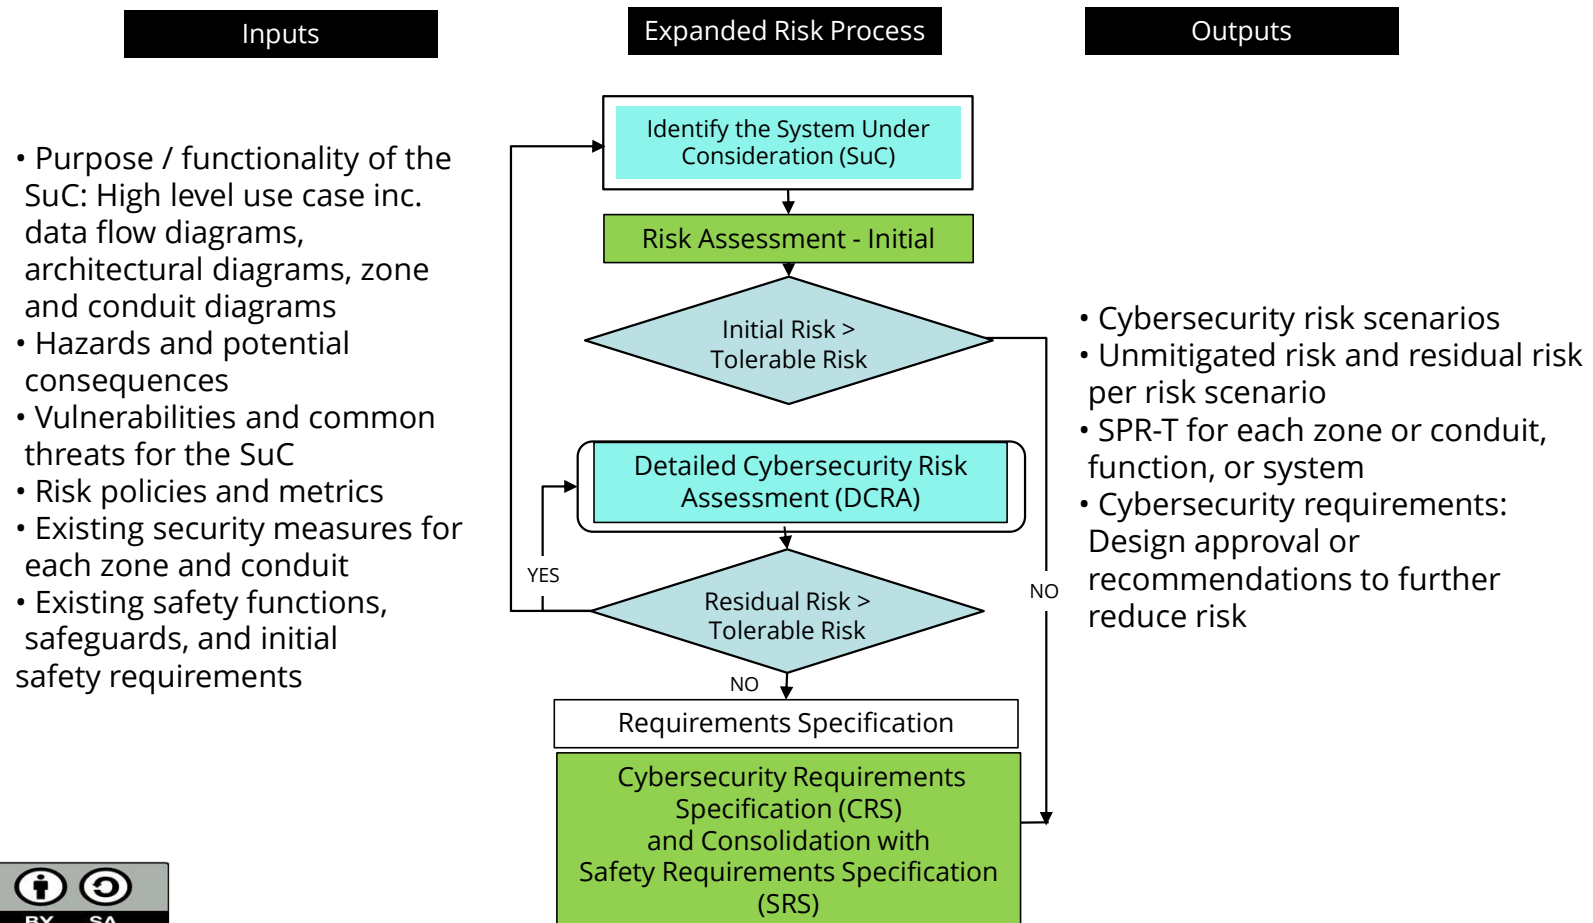 Inputs
Expanded Risk Process
Outputs
• Purpose / functionality of the
SuC: High level use case inc.
data flow diagrams,
architectural diagrams, zone
and conduit diagrams
• Hazards and potential
consequences
• Vulnerabilities and common
threats for the SuC
• Risk policies and metrics
• Existing security measures for
each zone and conduit
• Existing safety functions,
safeguards, and initial
safety requirements
Identify the System Under
Consideration (SuC)
Risk Assessment - Initial
Initial Risk >
Tolerable Risk
Detailed Cybersecurity Risk
Assessment (DCRA)
YES
NO
Residual Risk >
Tolerable Risk
NO
Requirements Specification
Cybersecurity Requirements
Specification (CRS)
and Consolidation with
Safety Requirements Specification
(SRS)
• Cybersecurity risk scenarios
• Unmitigated risk and residual risk
per risk scenario
• SPR-T for each zone or conduit,
function, or system
• Cybersecurity requirements:
Design approval or
recommendations to further
reduce risk
BY SA